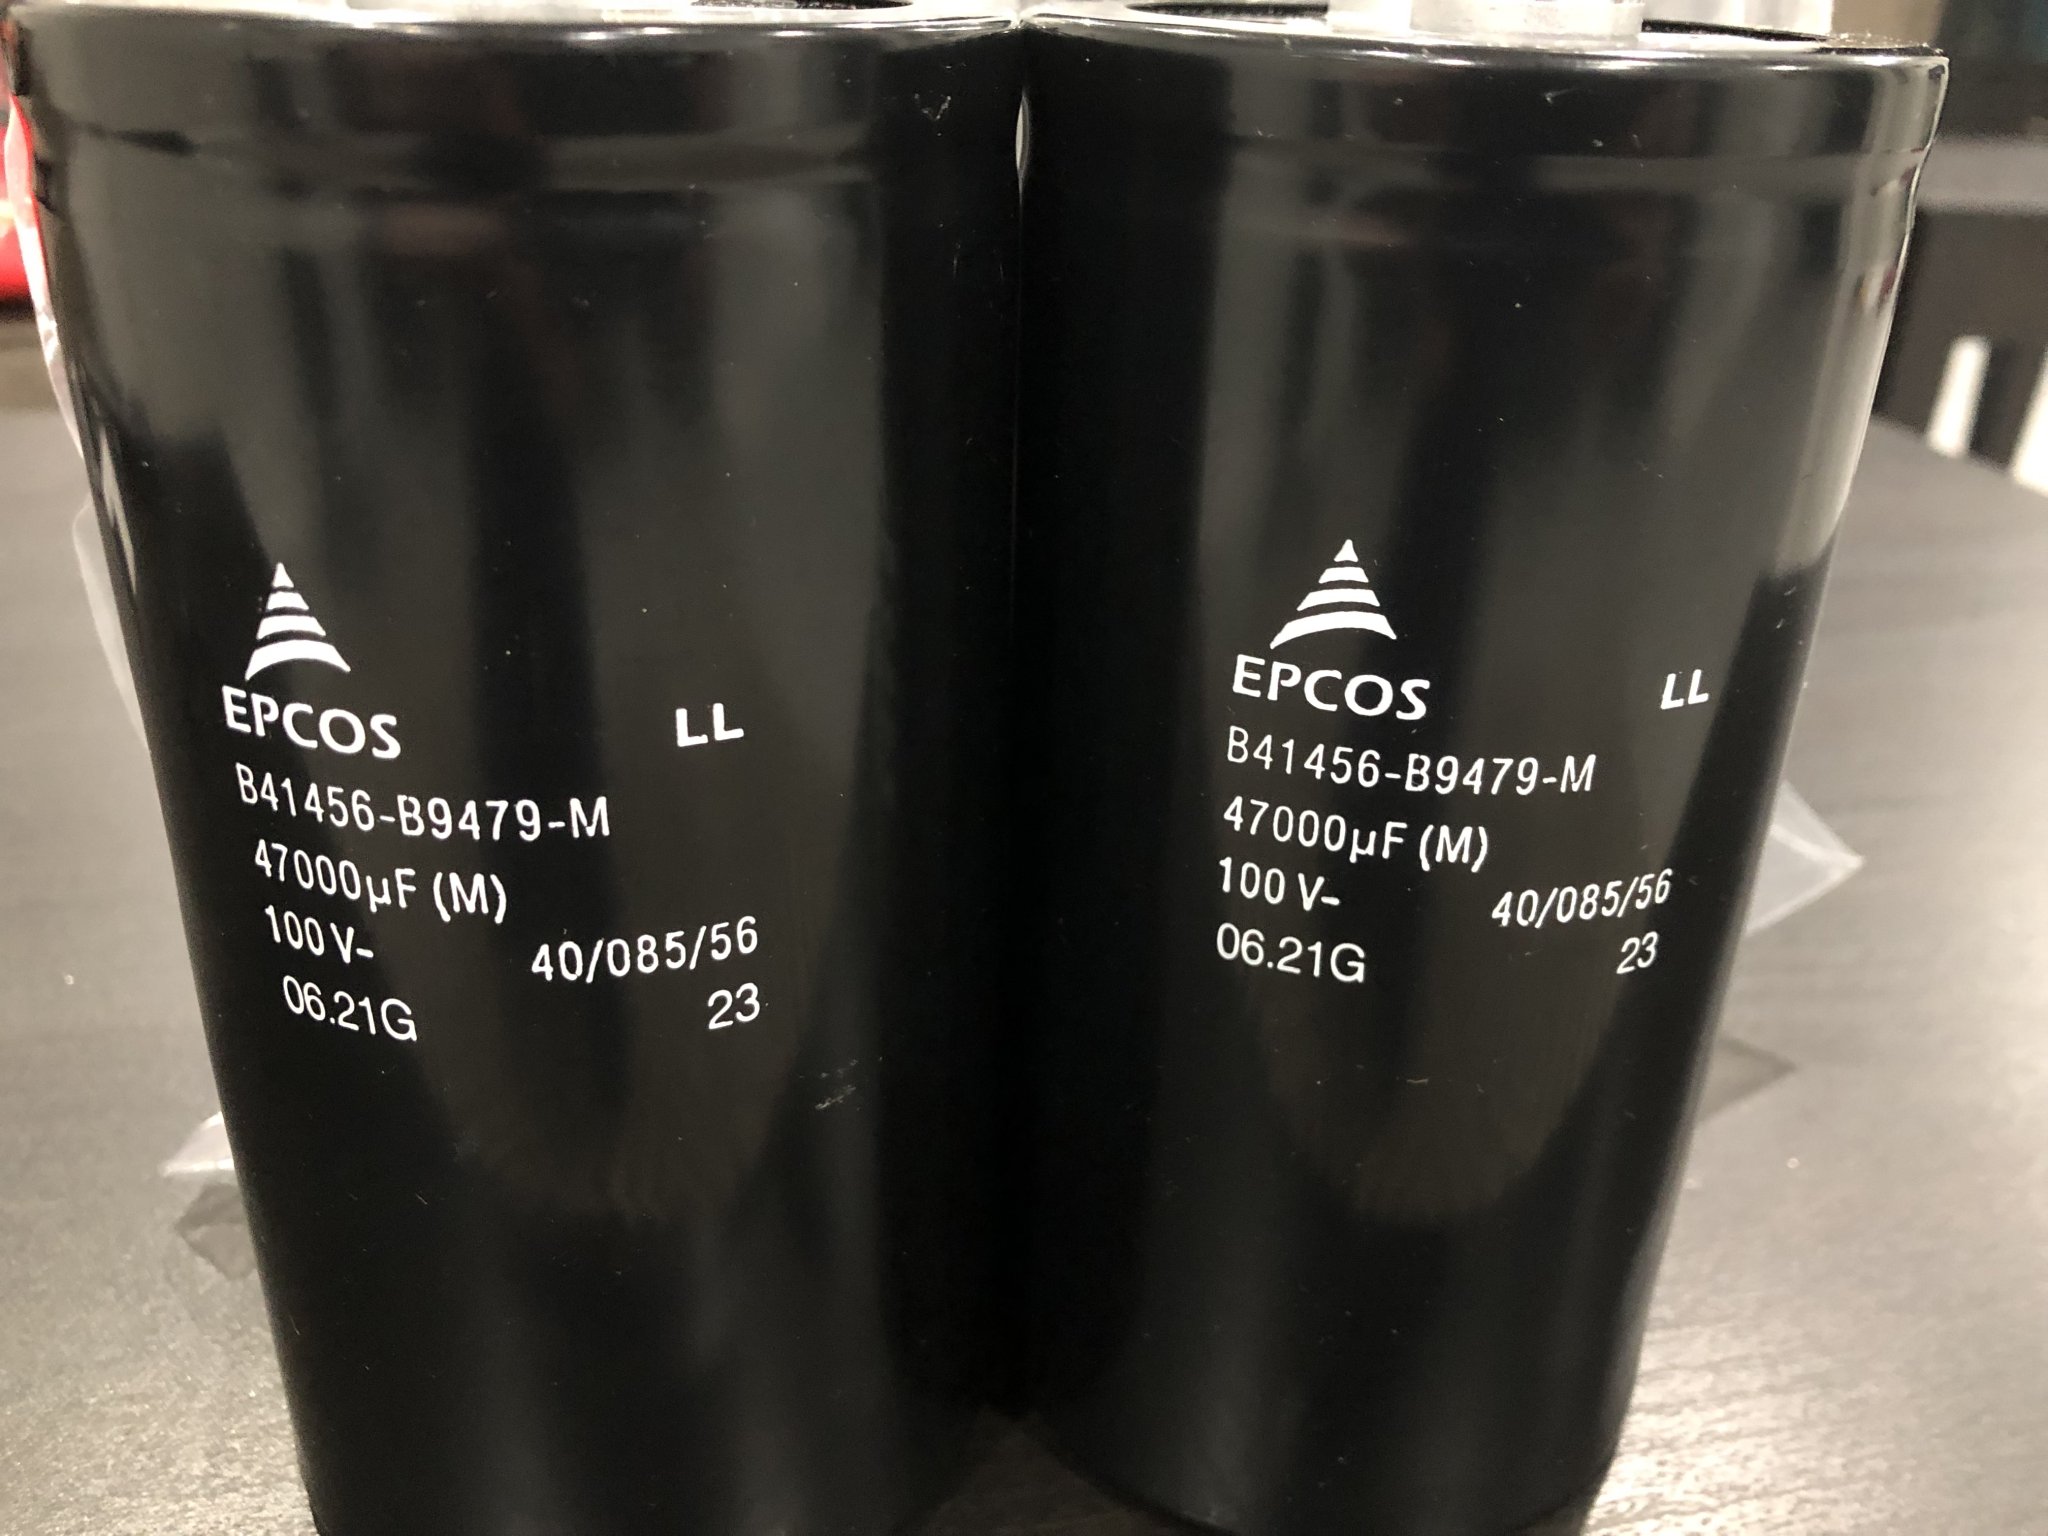 EPCOS LL
B41456-B9479-M
47000µF (M)
100 V- 40/085/56
06.21G 23
EPCOS LL
B41456-B9479-M
47000µF (M)
100 V- 40/085/56
06.21G 23